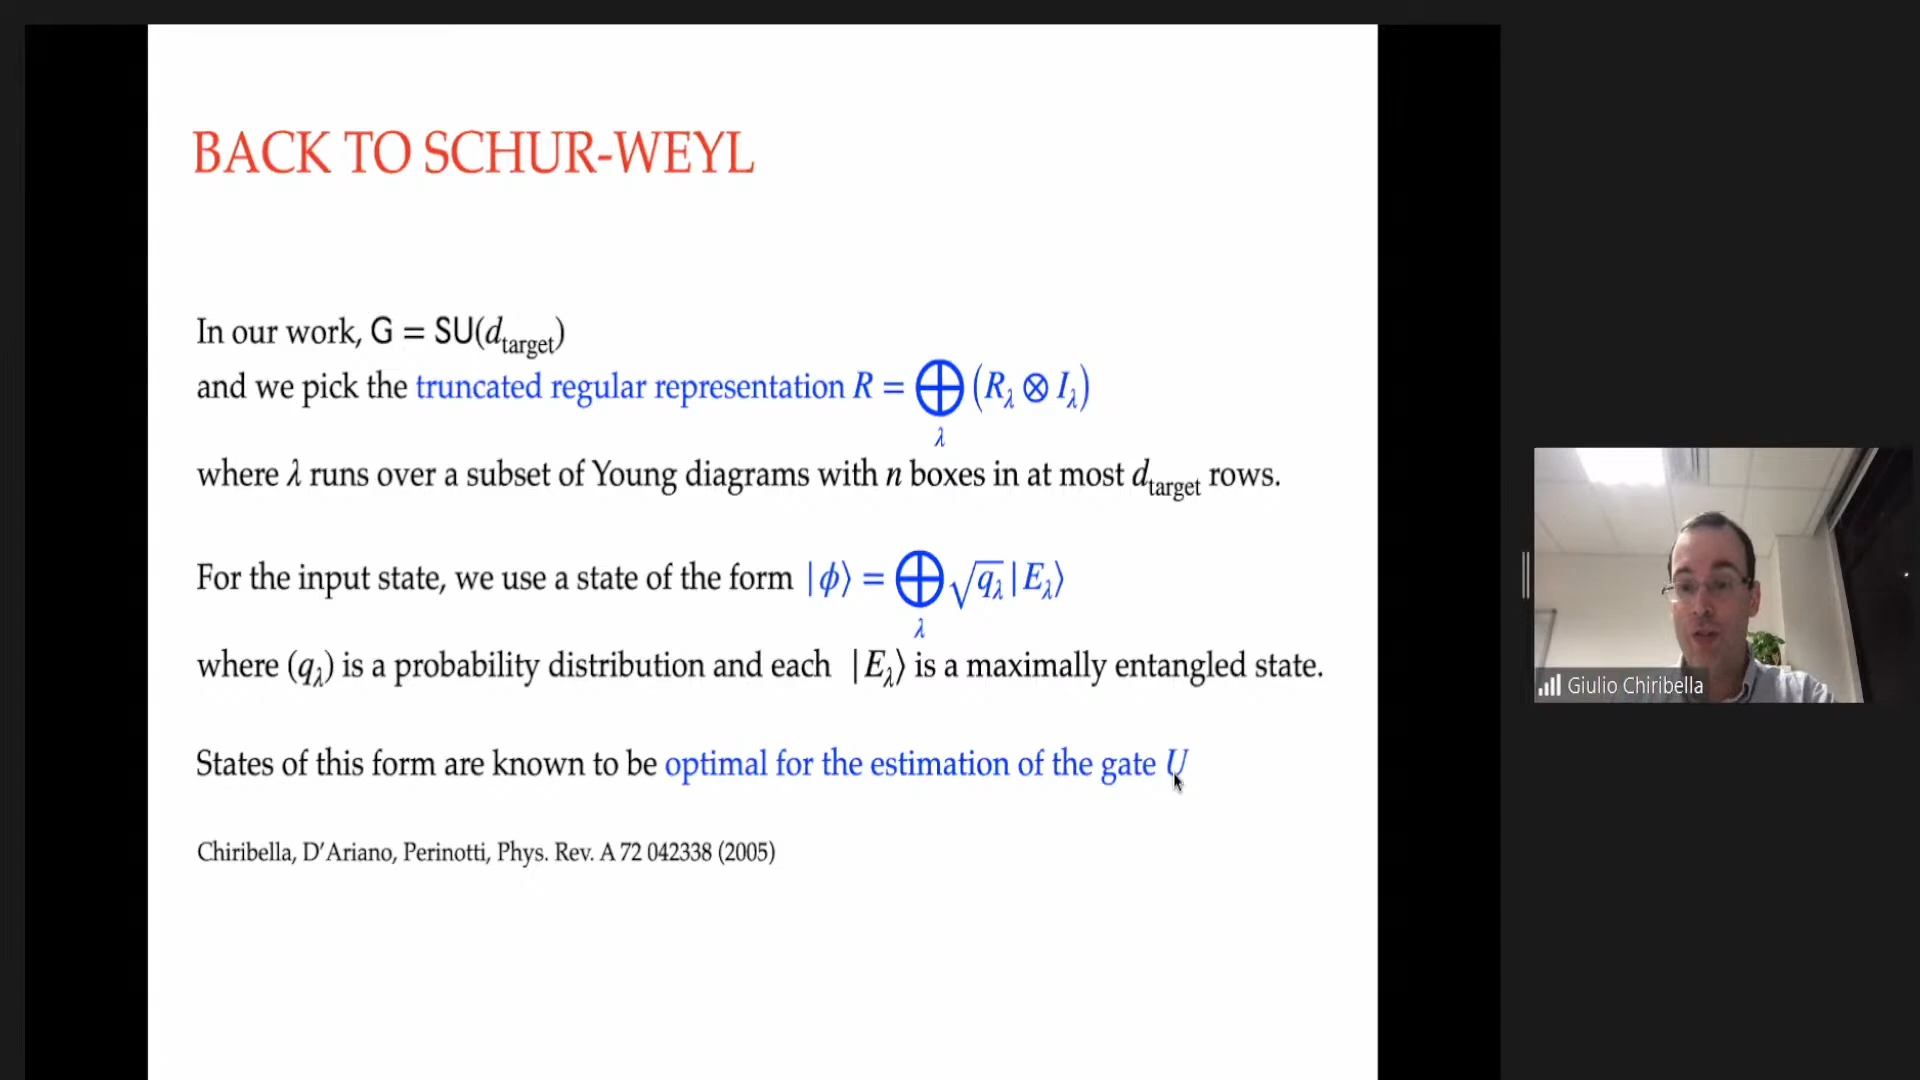 BACK TO SCHUR-WEYL
In our work, G = SU(d_target)
and we pick the truncated regular representation R = ⨁_λ (R_λ ⊗ I_λ)
where λ runs over a subset of Young diagrams with n boxes in at most d_target rows.
For the input state, we use a state of the form |ϕ⟩ = ⨁_λ √q_λ |E_λ⟩
where (q_λ) is a probability distribution and each |E_λ⟩ is a maximally entangled state.
States of this form are known to be optimal for the estimation of the gate U
Chiribella, D'Ariano, Perinotti, Phys. Rev. A 72 042338 (2005)
Giulio Chiribella